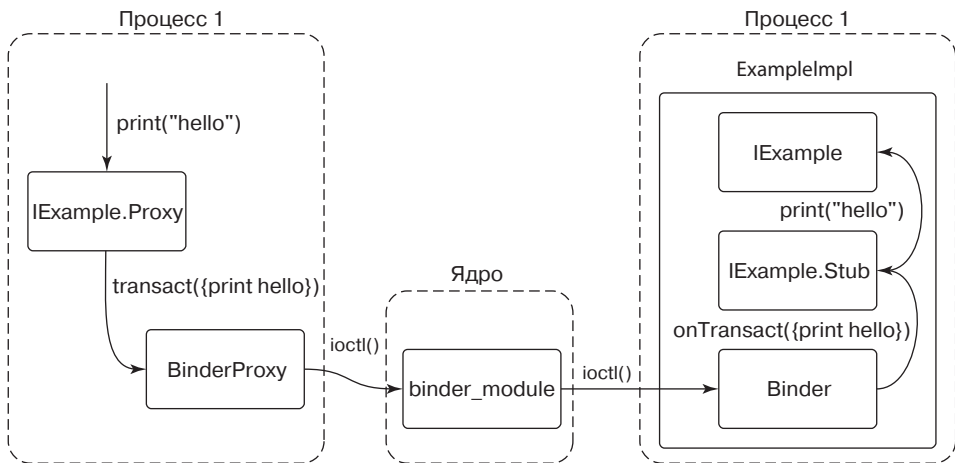 Процесс 1
print("hello")
IExample.Proxy
transact({print hello})
BinderProxy
ioctl()
Ядро
binder_module
ioctl()
Процесс 1
ExampleImpl
IExample
print("hello")
IExample.Stub
onTransact({print hello})
Binder